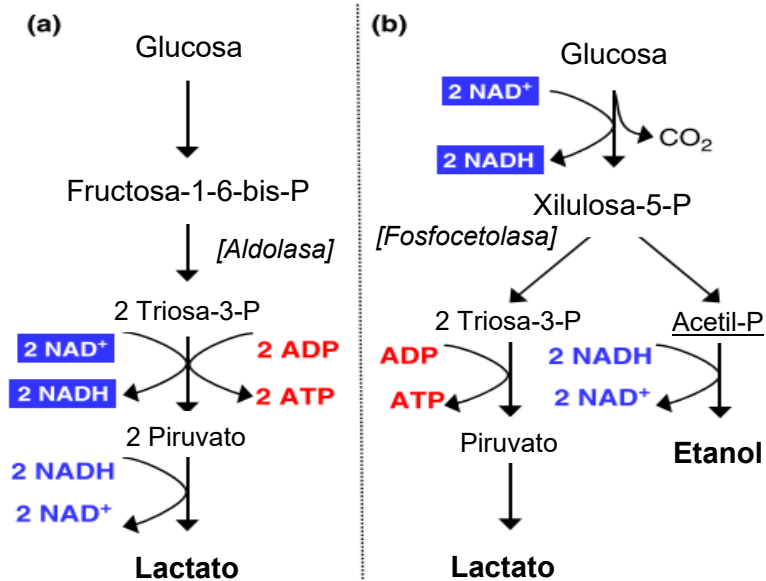 (a)
Glucosa
Fructosa-1-6-bis-P
[Aldolasa]
2 Triosa-3-P
2 NAD⁺
2 ADP
2 NADH
2 ATP
2 Piruvato
2 NADH
2 NAD⁺
Lactato
(b)
Glucosa
2 NAD⁺
CO₂
2 NADH
Xilulosa-5-P
[Fosfocetolasa]
2 Triosa-3-P
Acetil-P
ADP
2 NADH
ATP
2 NAD⁺
Piruvato
Etanol
Lactato